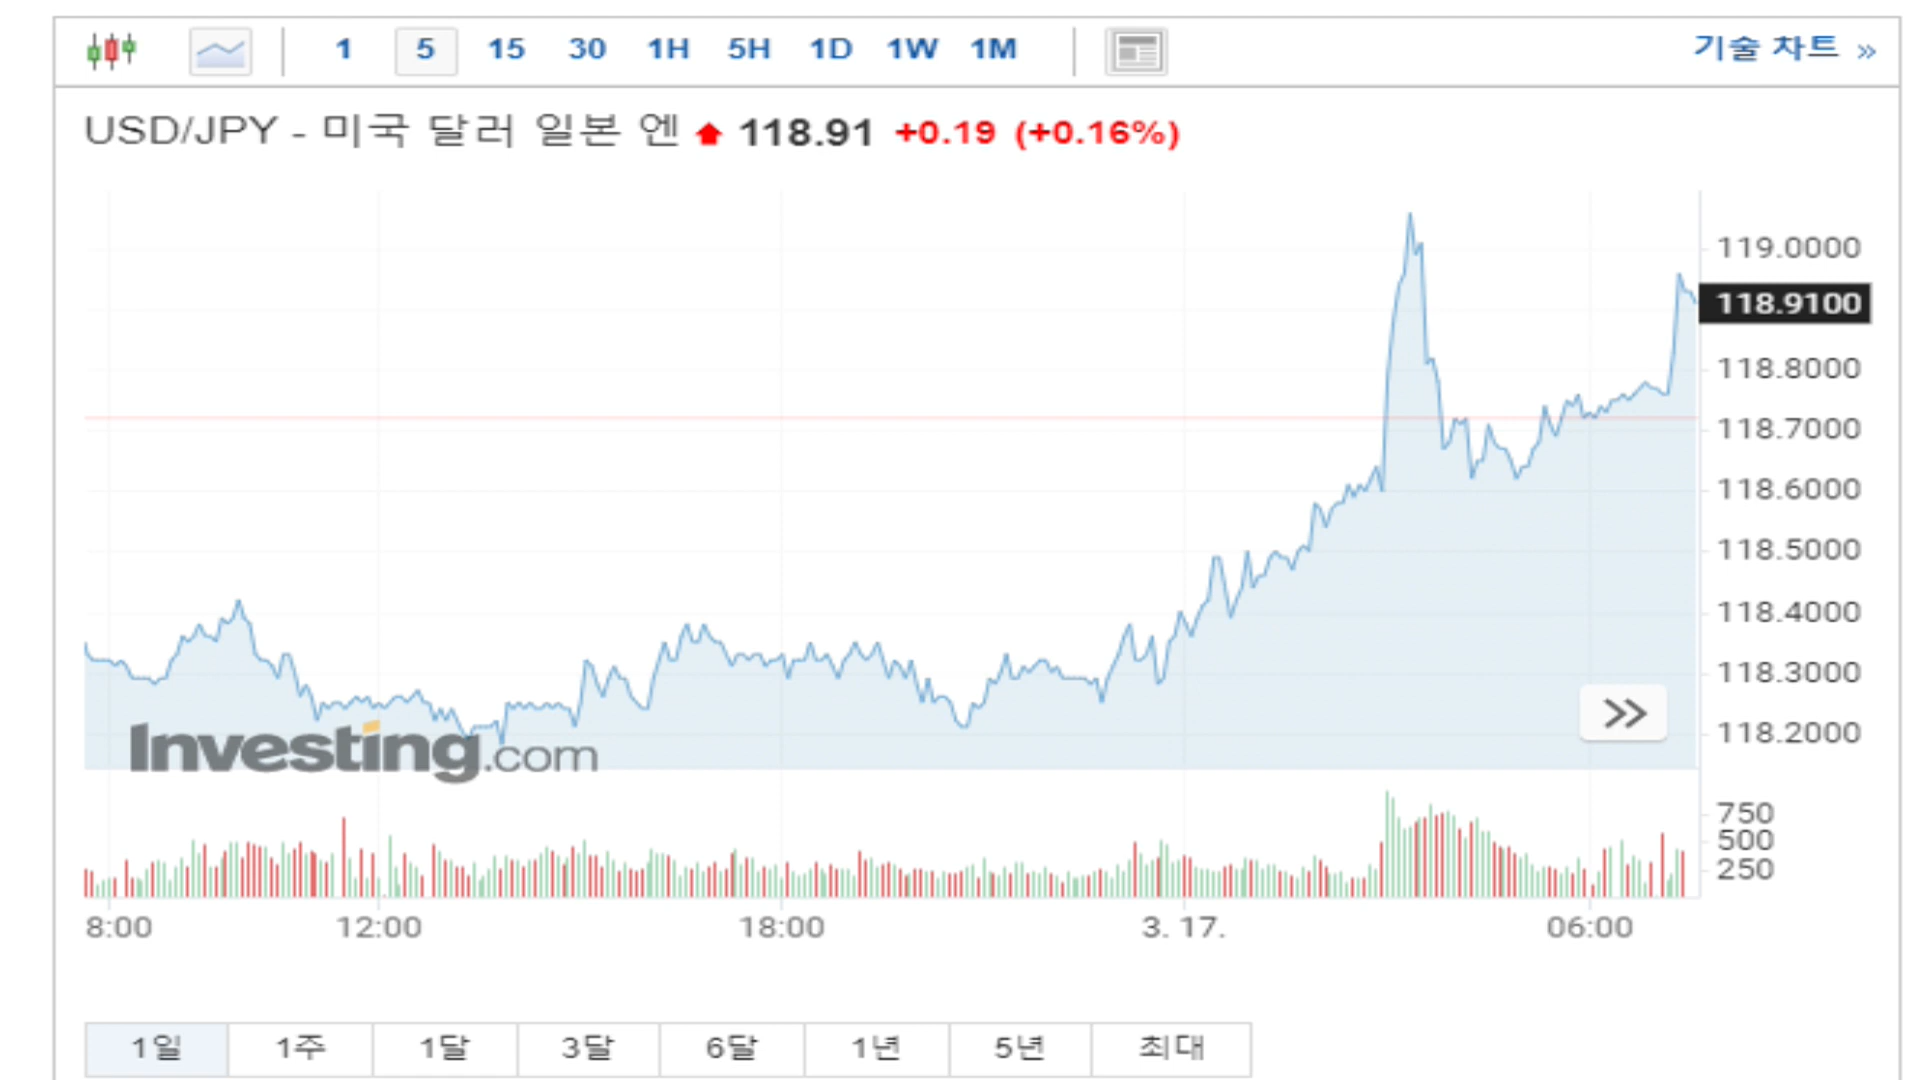 1 5 15 30 1H 5H 1D 1W 1M 기술 차트 »
USD/JPY - 미국 달러 일본 엔 118.91 +0.19 (+0.16%)
119.0000
118.9100
118.8000
118.7000
118.6000
118.5000
118.4000
118.3000
118.2000
Investing.com
750
500
250
8:00 12:00 18:00 3. 17. 06:00
1일 1주 1달 3달 6달 1년 5년 최대